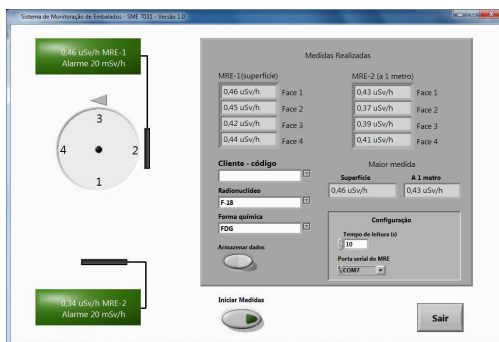 Sistema de Monitoração de Embalados - SME 7031 - Versão 1.0
0,46 uSv/h MRE-1
Alarme 20 mSv/h
3
4 2
1
0,34 uSv/h MRE-2
Alarme 20 mSv/h
Medidas Realizadas
MRE-1(superfície) MRE-2 (a 1 metro)
0,46 uSv/h Face 1 0,43 uSv/h Face 1
0,45 uSv/h Face 2 0,37 uSv/h Face 2
0,42 uSv/h Face 3 0,39 uSv/h Face 3
0,44 uSv/h Face 4 0,41 uSv/h Face 4
Cliente - código
Radionuclídeo
F-18
Forma química
FDG
Armazenar dados
Maior medida
Superfície A 1 metro
0,46 uSv/h 0,43 uSv/h
Configuração
Tempo de leitura (s)
10
Porta serial do MRE
COM7
Iniciar Medidas
Sair